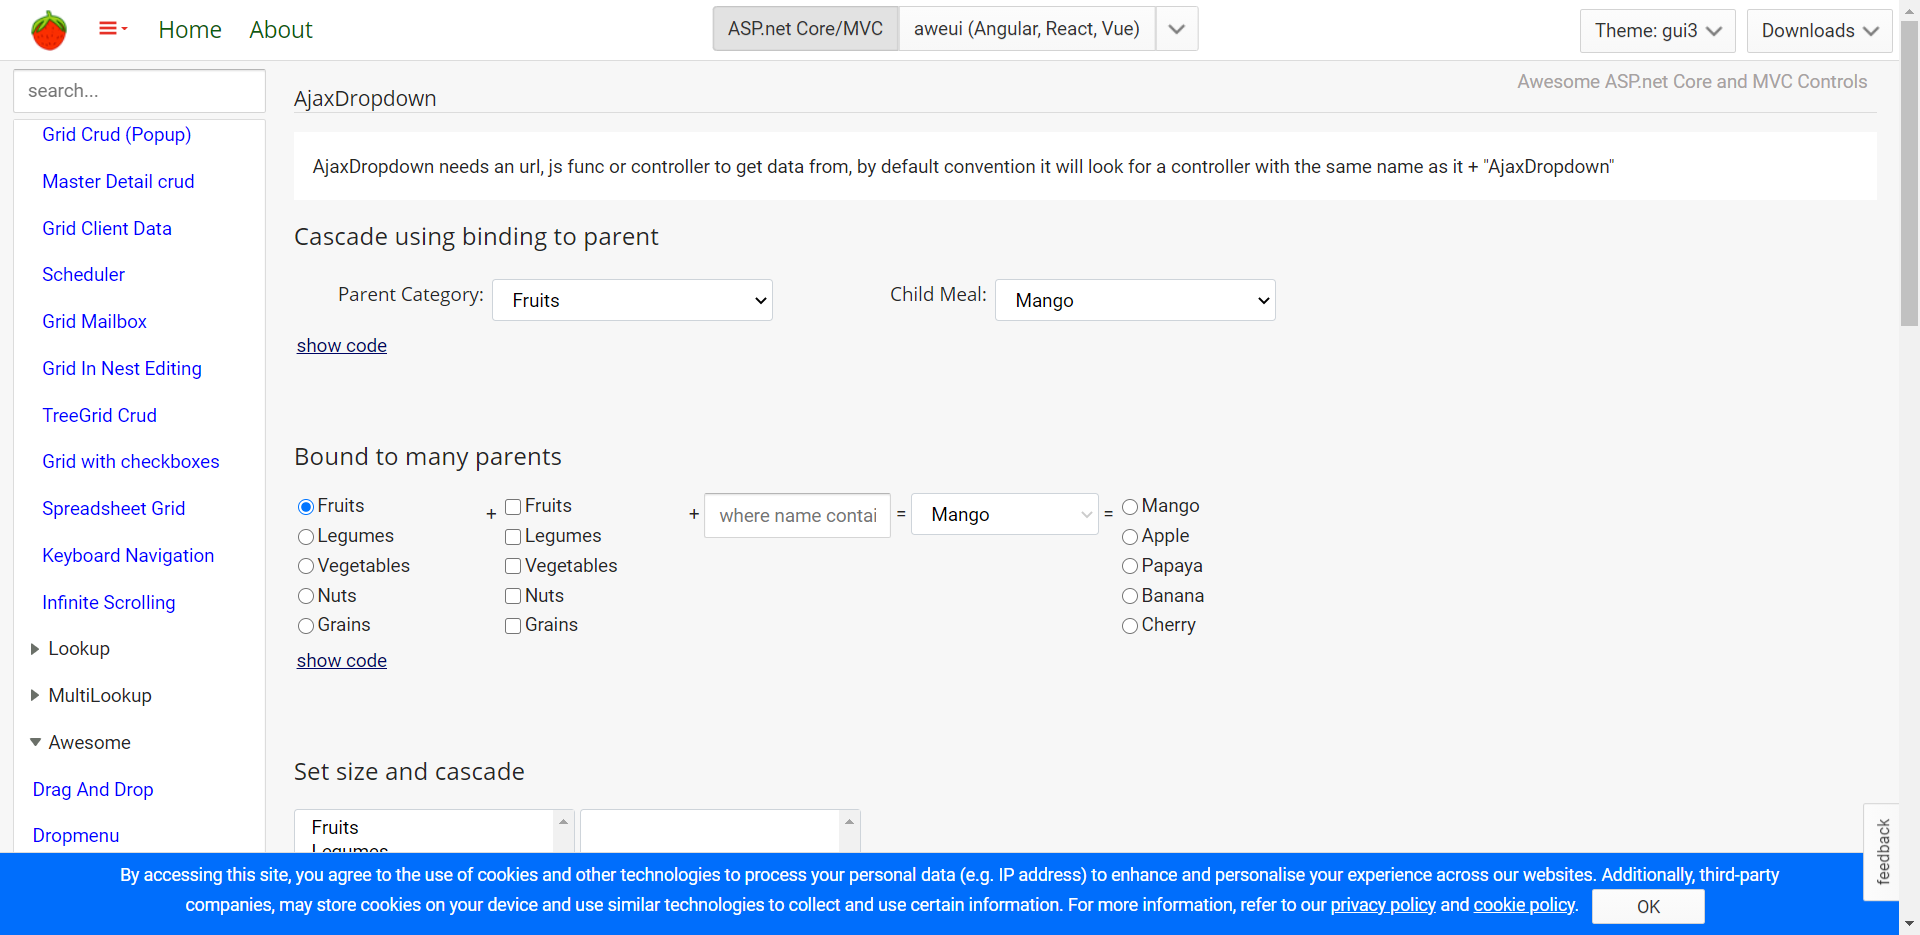 Home
About
ASP.net Core/MVC
aweui (Angular, React, Vue)
Theme: gui3
Downloads
search...
Grid Crud (Popup)
Master Detail crud
Grid Client Data
Scheduler
Grid Mailbox
Grid In Nest Editing
TreeGrid Crud
Grid with checkboxes
Spreadsheet Grid
Keyboard Navigation
Infinite Scrolling
Lookup
MultiLookup
Awesome
Drag And Drop
Dropmenu
Awesome ASP.net Core and MVC Controls
AjaxDropdown
AjaxDropdown needs an url, js func or controller to get data from, by default convention it will look for a controller with the same name as it + "AjaxDropdown"
Cascade using binding to parent
Parent Category: Fruits
Child Meal: Mango
show code
Bound to many parents
Fruits
Legumes
Vegetables
Nuts
Grains
+
Fruits
Legumes
Vegetables
Nuts
Grains
+ where name contai = Mango =
Mango
Apple
Papaya
Banana
Cherry
show code
Set size and cascade
Fruits
Legumes
feedback
By accessing this site, you agree to the use of cookies and other technologies to process your personal data (e.g. IP address) to enhance and personalise your experience across our websites. Additionally, third-party
companies, may store cookies on your device and use similar technologies to collect and use certain information. For more information, refer to our privacy policy and cookie policy. OK